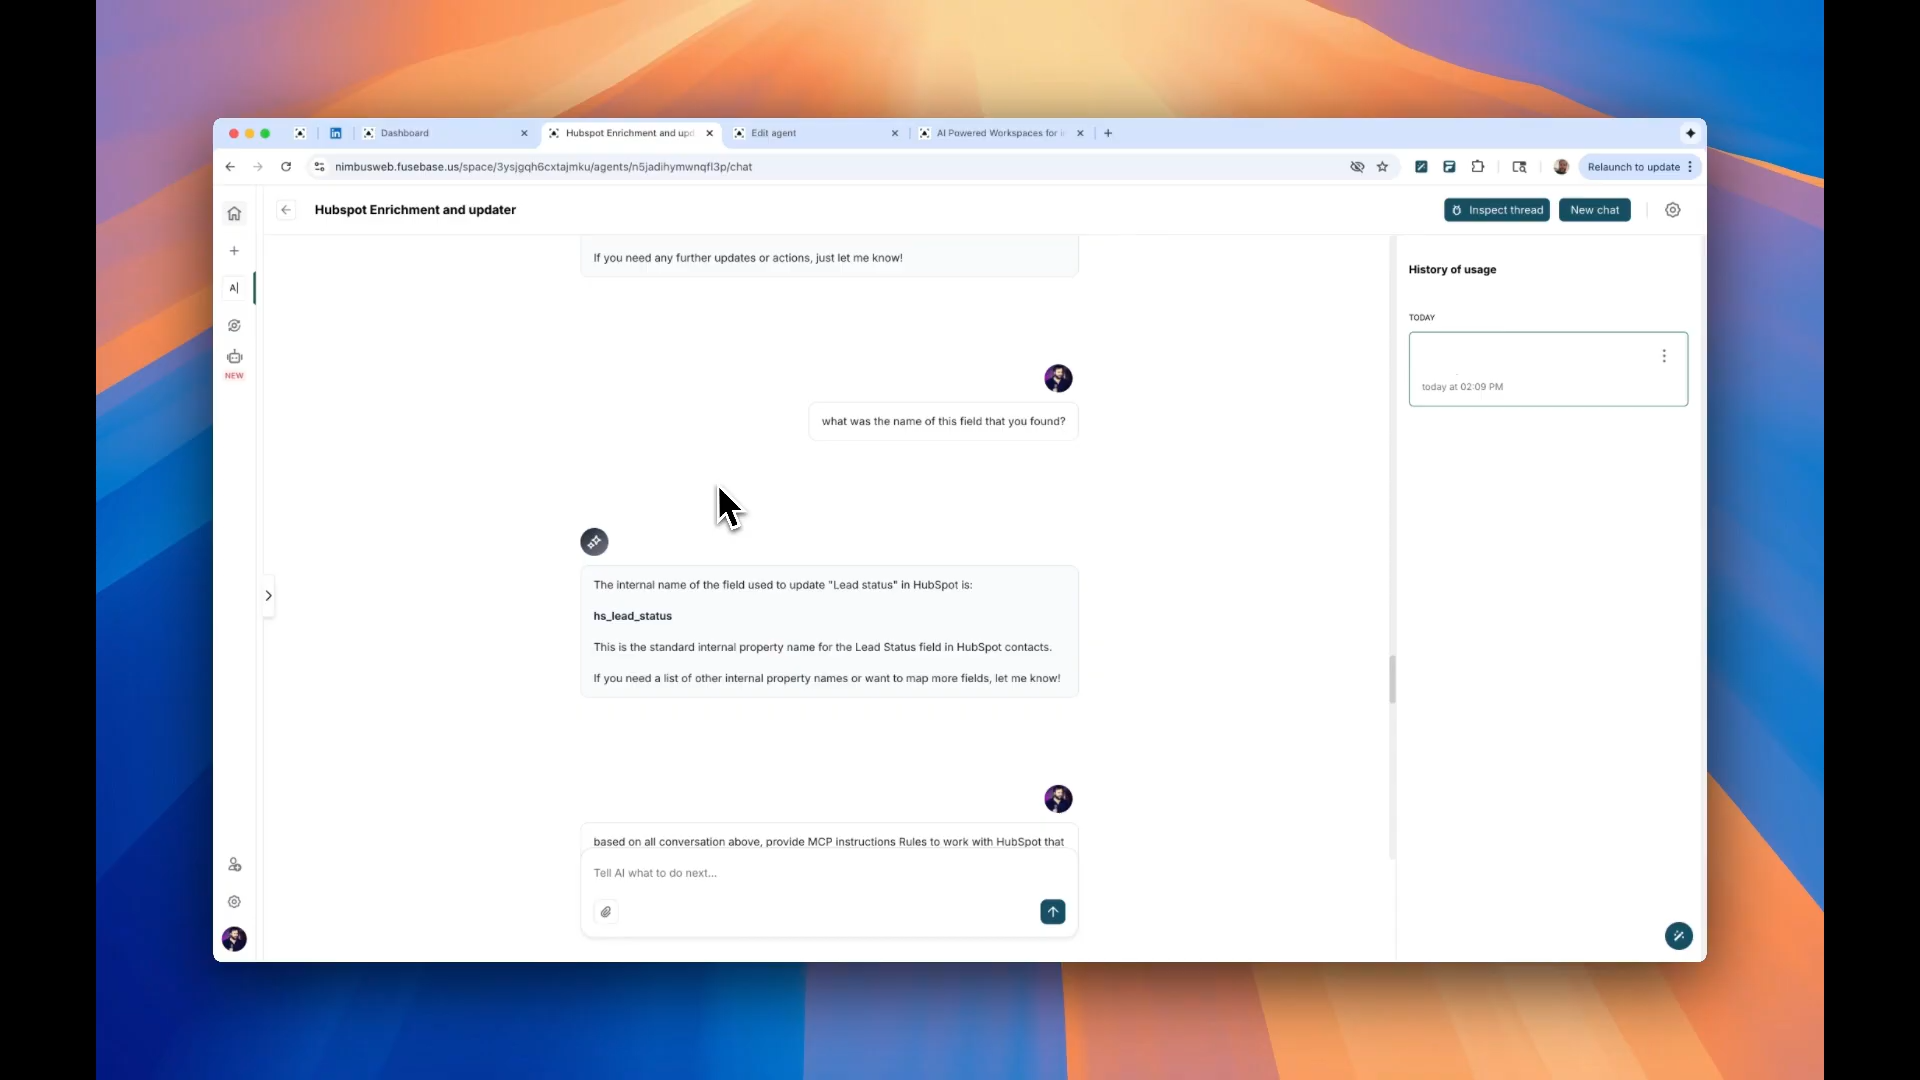 Dashboard
Hubspot Enrichment and upd
Edit agent
AI Powered Workspaces for in
nimbusweb.fusebase.us/space/3ysjgqh6cxtajmku/agents/n5jadihymwnqfl3p/chat
Relaunch to update
Hubspot Enrichment and updater
Inspect thread
New chat
A|
NEW
If you need any further updates or actions, just let me know!
what was the name of this field that you found?
The internal name of the field used to update "Lead status" in HubSpot is:
hs_lead_status
This is the standard internal property name for the Lead Status field in HubSpot contacts.
If you need a list of other internal property names or want to map more fields, let me know!
based on all conversation above, provide MCP instructions Rules to work with HubSpot that
Tell AI what to do next...
History of usage
TODAY
today at 02:09 PM